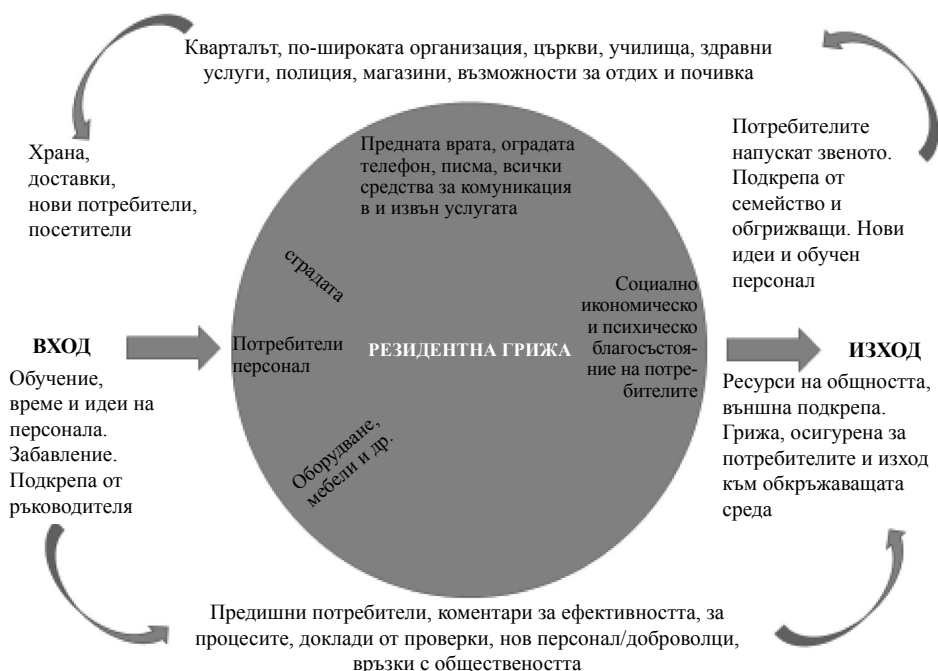 Кварталът, по-широката организация, църкви, училища, здравни
услуги, полиция, магазини, възможности за отдих и почивка
Храна,
доставки,
нови потребители,
посетители
Предната врата, оградата
телефон, писма, всички
средства за комуникация
в и извън услугата
Потребителите
напускат звеното.
Подкрепа от
семейство и
обгрижващи. Нови
идеи и обучен
персонал
сградата
Социално
икономическо
и психическо
благосъстоя-
ние на потре-
бителите
ВХОД
Потребители
персонал
РЕЗИДЕНТНА ГРИЖА
ИЗХОД
Обучение,
време и идеи на
персонала.
Забавление.
Подкрепа от
ръководителя
Оборудване,
мебели и др.
Ресурси на общността,
външна подкрепа.
Грижа, осигурена за
потребителите и изход
към обкръжаващата
среда
Предишни потребители, коментари за ефективността, за
процесите, доклади от проверки, нов персонал/доброволци,
връзки с обществеността